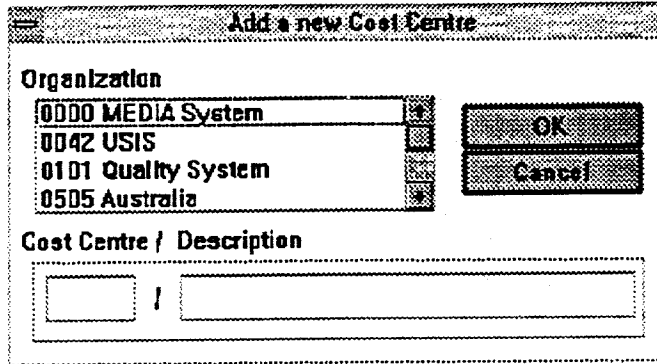 Add a new Cost Centre
Organization
0000 MEDIA System
0042 USIS
0101 Quality System
0505 Australia
OK
Cancel
Cost Centre / Description
/